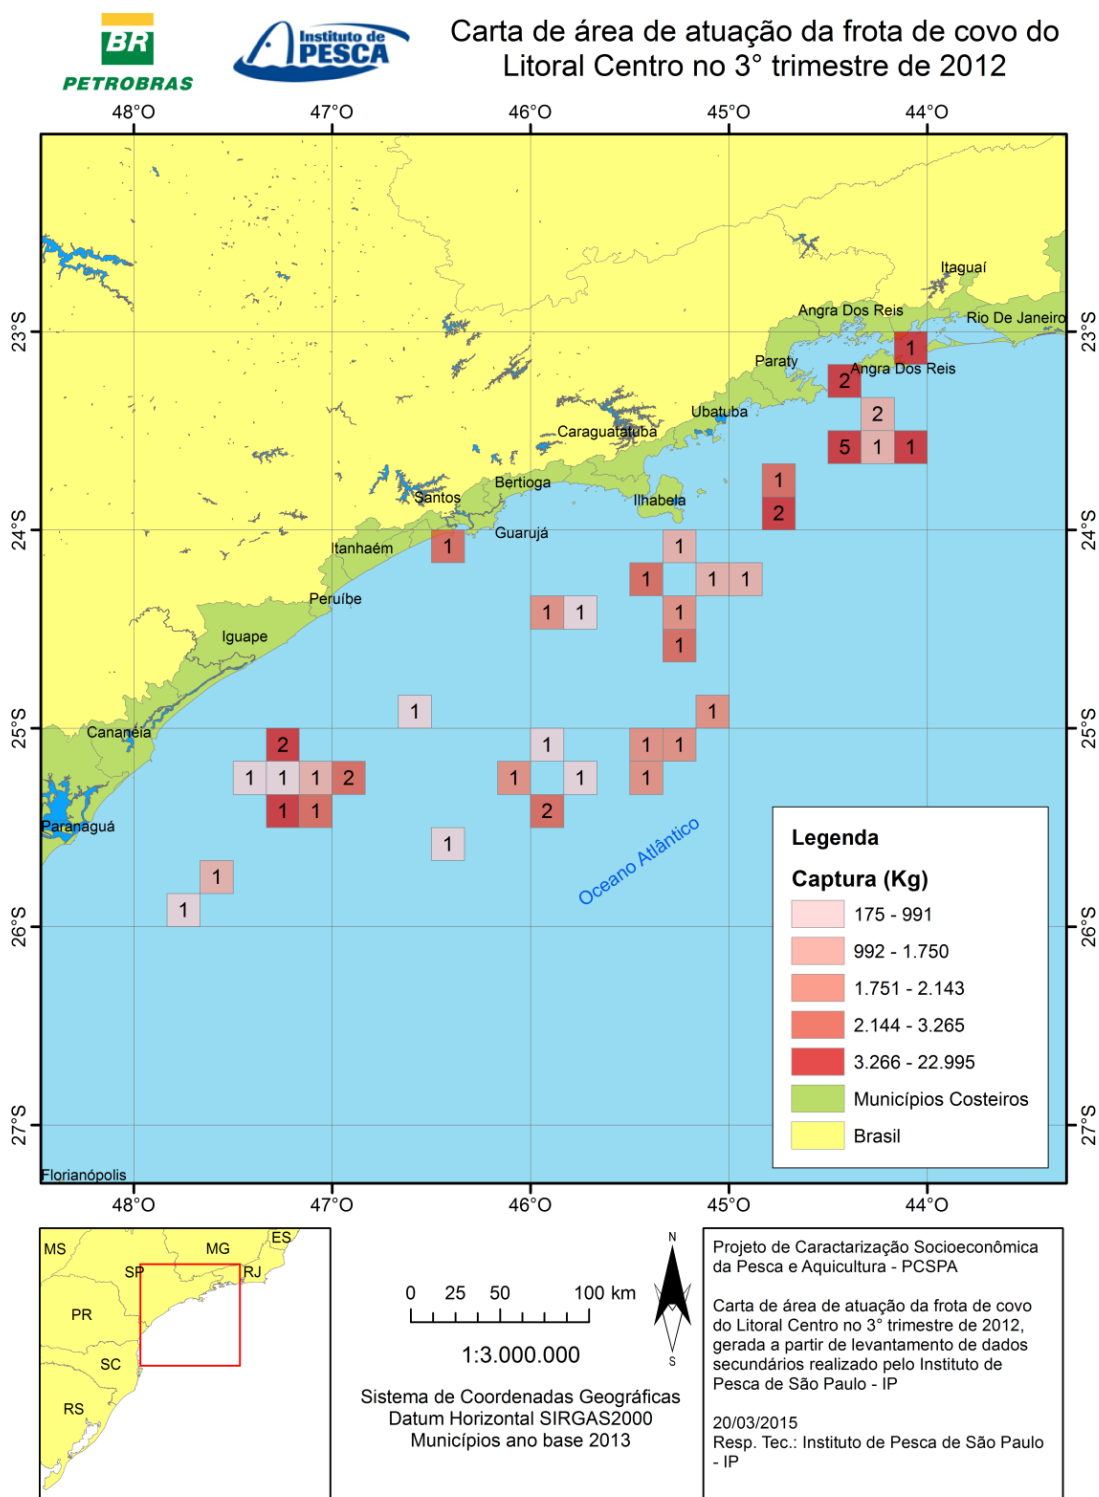 BR
PETROBRAS
Instituto de
PESCA
Carta de área de atuação da frota de covo do
Litoral Centro no 3° trimestre de 2012
48°O 47°O 46°O 45°O 44°O
Itaguaí
Angra Dos Reis
Rio De Janeiro
23°S 23°S
1
Paraty
Angra Dos Reis
2
Ubatuba
2
Caraguatatuba
5 1 1
Bertioga
1
Santos
Ilhabela
2
24°S 24°S
Guarujá
Itanhaém
1
1
1 1 1
Peruíbe
1 1 1
Iguape
1
1
1
25°S 25°S
Cananéia
2
1
1 1
1 1 1 2
1 1
1
1 1
2
Paranaguá
1
Oceano Atlântico
1
1
26°S 26°S
27°S 27°S
Florianópolis
48°O 47°O 46°O 45°O 44°O
Legenda
Captura (Kg)
175 - 991
992 - 1.750
1.751 - 2.143
2.144 - 3.265
3.266 - 22.995
Municípios Costeiros
Brasil
MS
MG
ES
SP
RJ
PR
SC
RS
0 25 50 100 km
1:3.000.000
N
S
Sistema de Coordenadas Geográficas
Datum Horizontal SIRGAS2000
Municípios ano base 2013
Projeto de Caractarização Socioeconômica
da Pesca e Aquicultura - PCSPA
Carta de área de atuação da frota de covo
do Litoral Centro no 3° trimestre de 2012,
gerada a partir de levantamento de dados
secundários realizado pelo Instituto de
Pesca de São Paulo - IP
20/03/2015
Resp. Tec.: Instituto de Pesca de São Paulo
- IP